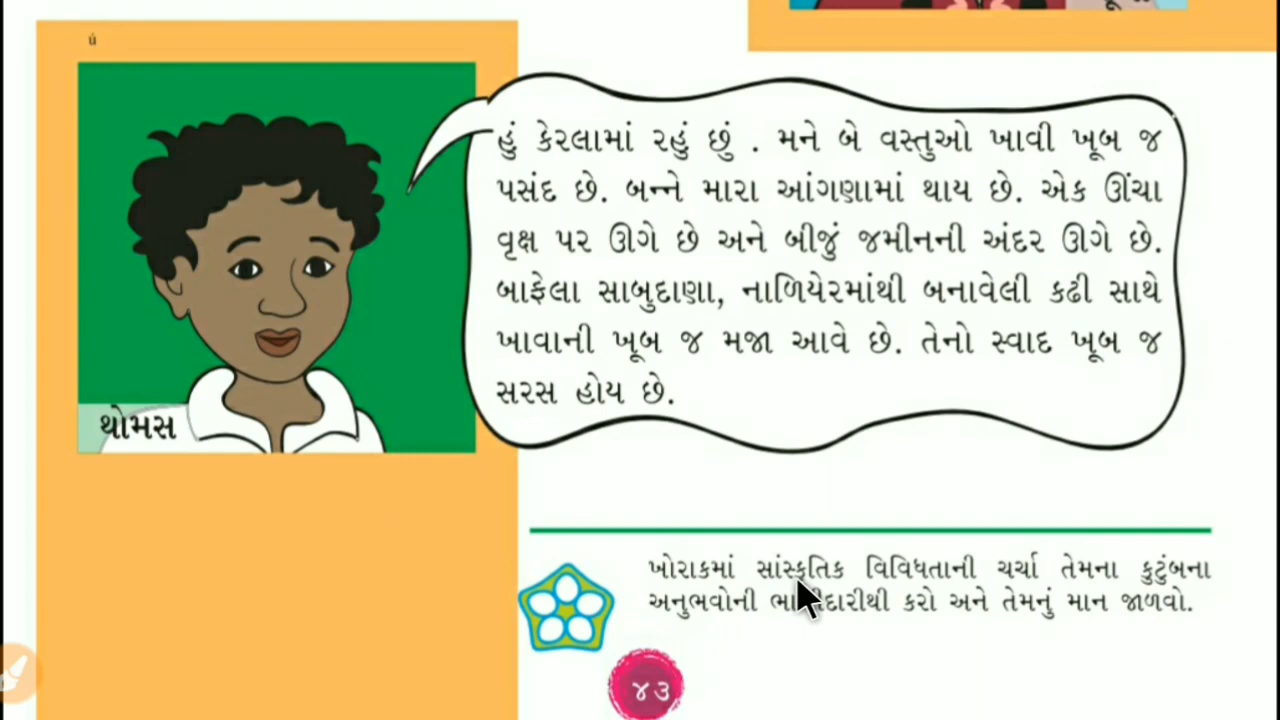 હું કેરલામાં રહું છું . મને બે વસ્તુઓ ખાવી ખૂબ જ
પસંદ છે. બન્ને મારા આંગણામાં થાય છે. એક ઊંચા
વૃક્ષ પર ઊગે છે અને બીજું જમીનની અંદર ઊગે છે.
બાફેલા સાબુદાણા, નાળિયેરમાંથી બનાવેલી કઢી સાથે
ખાવાની ખૂબ જ મજા આવે છે. તેનો સ્વાદ ખૂબ જ
સરસ હોય છે.
થોમસ
ખોરાકમાં સાંસ્કૃતિક વિવિધતાની ચર્ચા તેમના કુટુંબના
અનુભવોની કરો અને તેમનું માન જાળવો.
૪૩